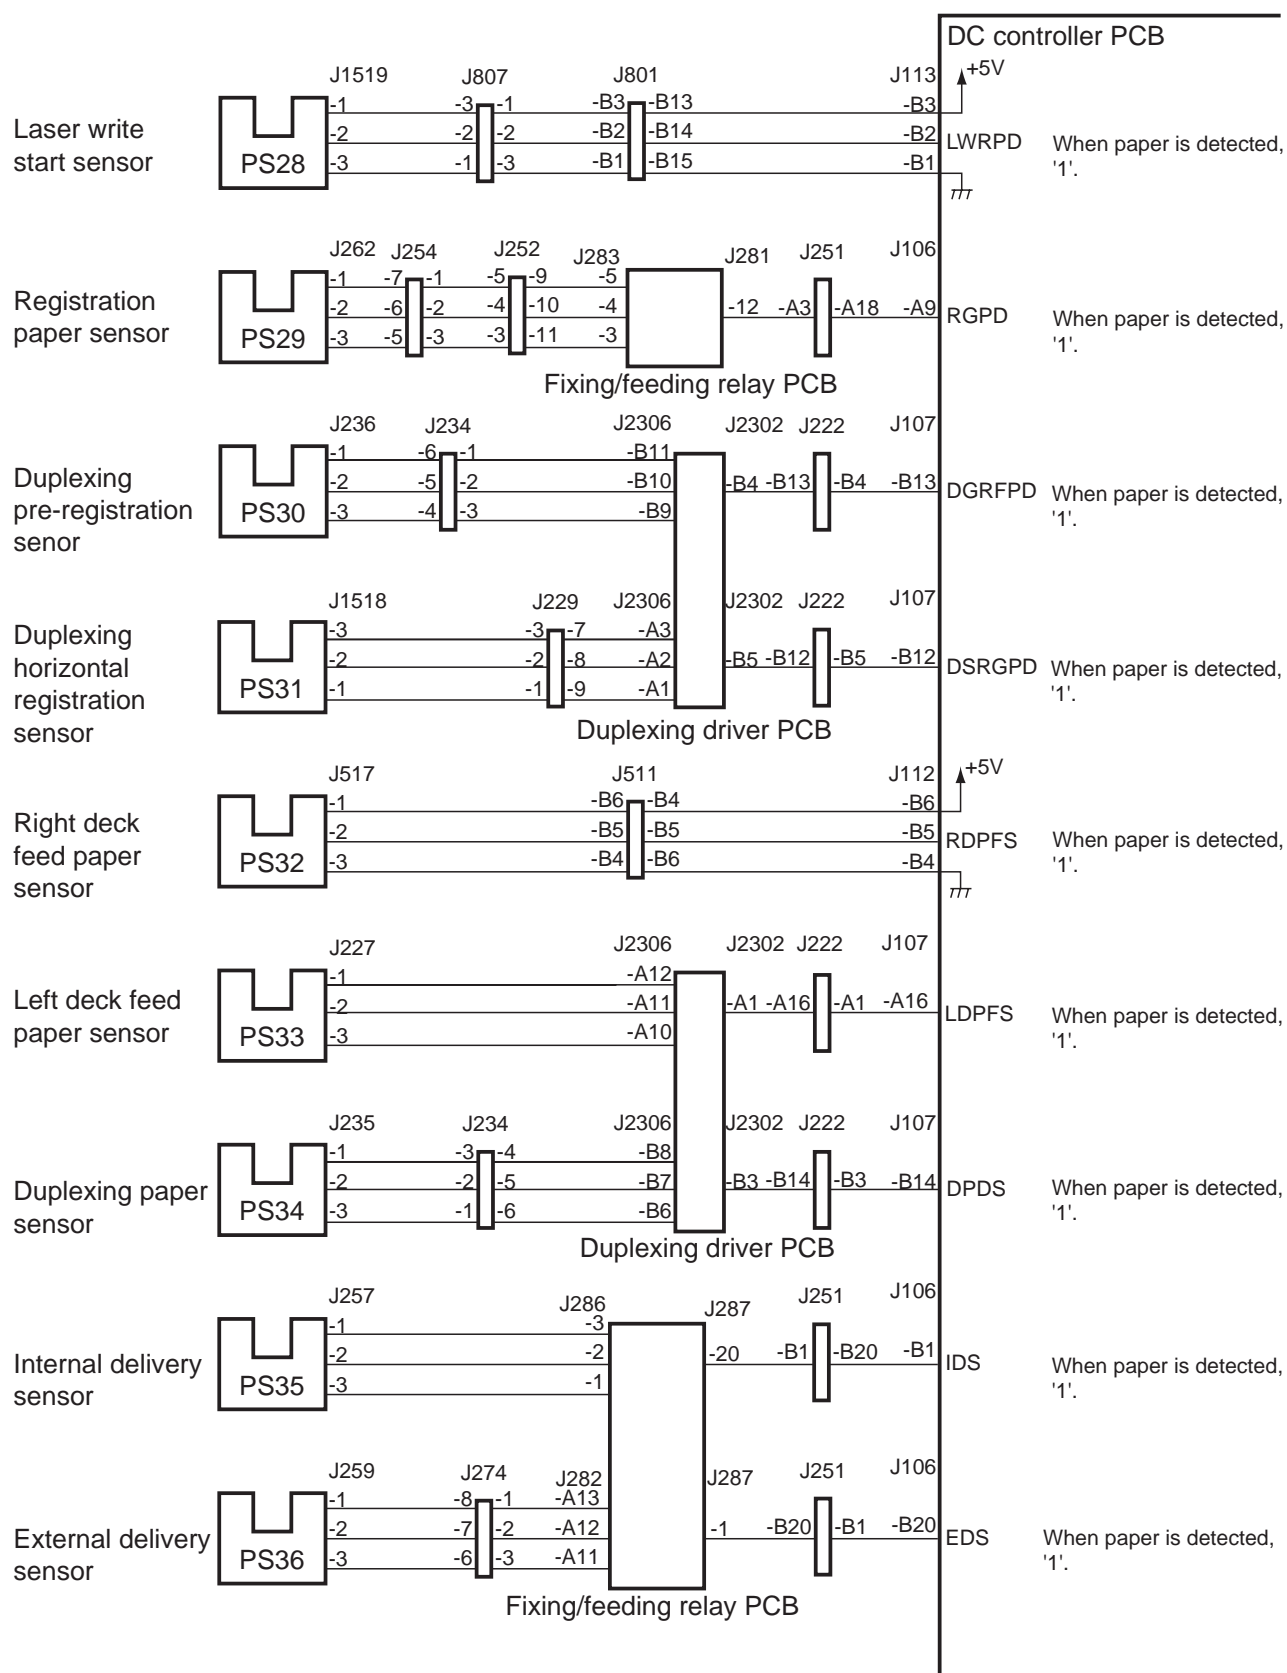 DC controller PCB
J1519 J807 J801 J113 +5V
-1 -3 -1 -B3 -B13 -B3
Laser write
start sensor
PS28
-2 -2 -2 -B2 -B14 -B2 LWRPD
When paper is detected,
'1'.
-3 -1 -3 -B1 -B15 -B1
J262 J254 J252 J283 J281 J251 J106
-1 -7 -1 -5 -9 -5
Registration
paper sensor
PS29
-2 -6 -2 -4 -10 -4 -12 -A3 -A18 -A9 RGPD
When paper is detected,
'1'.
-3 -5 -3 -3 -11 -3
Fixing/feeding relay PCB
J236 J234 J2306 J2302 J222 J107
-1 -6 -1 -B11
Duplexing
pre-registration
senor
PS30
-2 -5 -2 -B10 -B4 -B13 -B4 -B13 DGRFPD
When paper is detected,
'1'.
-3 -4 -3 -B9
J1518 J229 J2306 J2302 J222 J107
-3 -3 -7 -A3
Duplexing
horizontal
registration
sensor
PS31
-2 -2 -8 -A2 -B5 -B12 -B5 -B12 DSRGPD
When paper is detected,
'1'.
-1 -1 -9 -A1
Duplexing driver PCB
J517 J511 J112 +5V
-1 -B6 -B4 -B6
Right deck
feed paper
sensor
PS32
-2 -B5 -B5 -B5 RDPFS
When paper is detected,
'1'.
-3 -B4 -B6 -B4
J227 J2306 J2302 J222 J107
-1 -A12
Left deck feed
paper sensor
PS33
-2 -A11 -A1 -A16 -A1 -A16 LDPFS
When paper is detected,
'1'.
-3 -A10
J235 J234 J2306 J2302 J222 J107
-1 -3 -4 -B8
Duplexing paper
sensor
PS34
-2 -2 -5 -B7 -B3 -B14 -B3 -B14 DPDS
When paper is detected,
'1'.
-3 -1 -6 -B6
Duplexing driver PCB
J257 J286 J287 J251 J106
-1 -3
Internal delivery
sensor
PS35
-2 -2 -20 -B1 -B20 -B1 IDS
When paper is detected,
'1'.
-3 -1
J259 J274 J282 J287 J251 J106
-1 -8 -1 -A13
External delivery
sensor
PS36
-2 -7 -2 -A12 -1 -B20 -B1 -B20 EDS
When paper is detected,
'1'.
-3 -6 -3 -A11
Fixing/feeding relay PCB